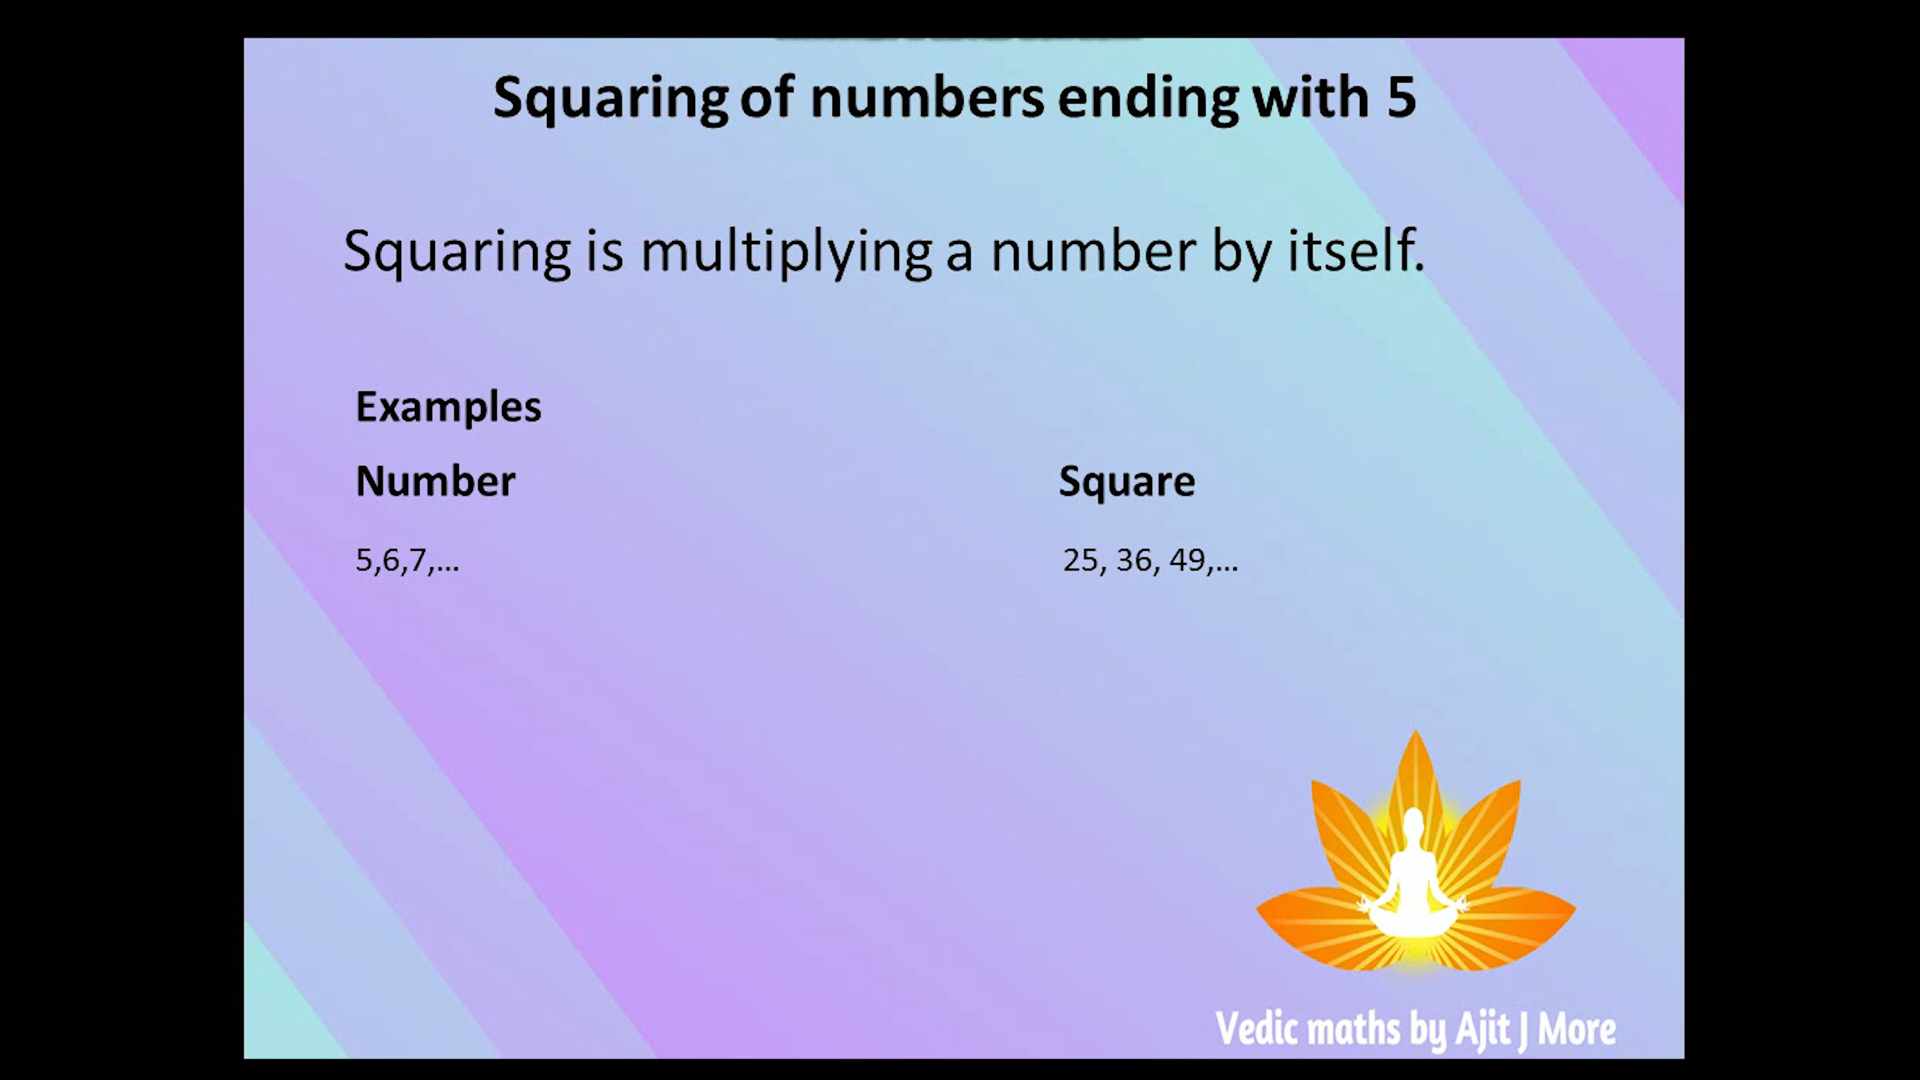 Squaring of numbers ending with 5
Squaring is multiplying a number by itself.
Examples
Number Square
5,6,7,... 25, 36, 49,...
Vedic maths by Ajit J More